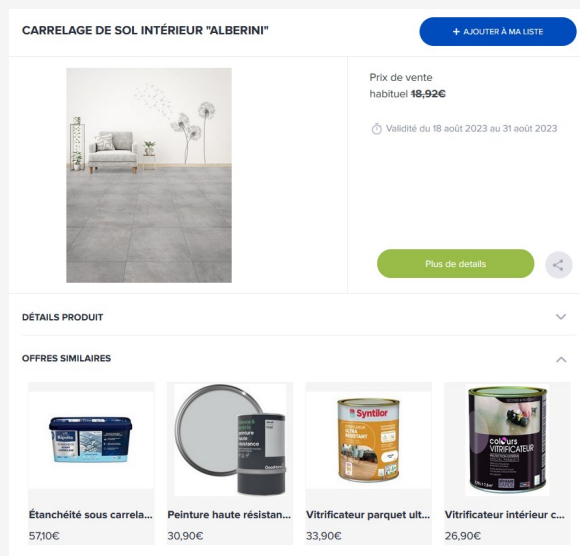 CARRELAGE DE SOL INTÉRIEUR "ALBERINI"
+ AJOUTER À MA LISTE
Prix de vente
habituel 18,92€
Validité du 18 août 2023 au 31 août 2023
Plus de details
DÉTAILS PRODUIT
OFFRES SIMILAIRES
Syntilor
colours
VITRIFICATEUR
Étanchéité sous carrela...
Peinture haute résistan...
Vitrificateur parquet ult...
Vitrificateur intérieur c...
57,10€
30,90€
33,90€
26,90€